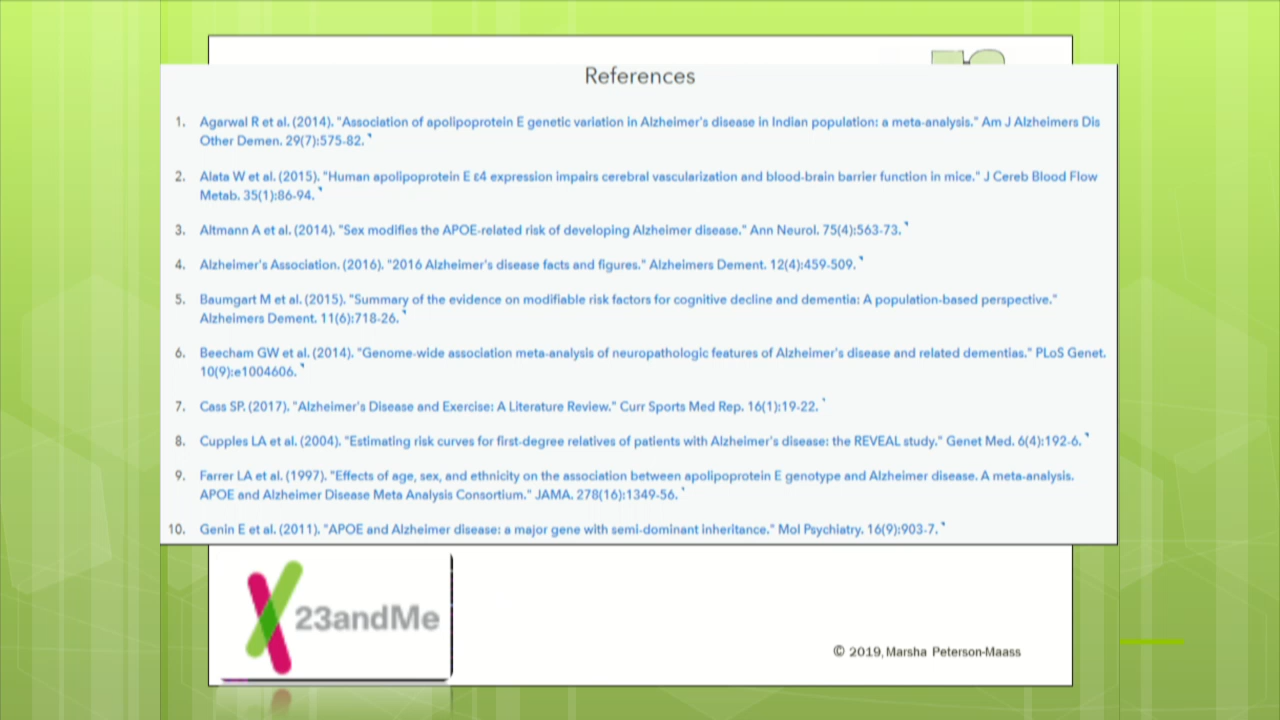 References
1. Agarwal R et al. (2014). "Association of apolipoprotein E genetic variation in Alzheimer's disease in Indian population: a meta-analysis." Am J Alzheimers Dis
Other Demen. 29(7):575-82.
2. Alata W et al. (2015). "Human apolipoprotein E ε4 expression impairs cerebral vascularization and blood-brain barrier function in mice." J Cereb Blood Flow
Metab. 35(1):86-94.
3. Altmann A et al. (2014). "Sex modifies the APOE-related risk of developing Alzheimer disease." Ann Neurol. 75(4):563-73.
4. Alzheimer's Association. (2016). "2016 Alzheimer's disease facts and figures." Alzheimers Dement. 12(4):459-509.
5. Baumgart M et al. (2015). "Summary of the evidence on modifiable risk factors for cognitive decline and dementia: A population-based perspective."
Alzheimers Dement. 11(6):718-26.
6. Beecham GW et al. (2014). "Genome-wide association meta-analysis of neuropathologic features of Alzheimer's disease and related dementias." PLoS Genet.
10(9):e1004606.
7. Cass SP. (2017). "Alzheimer's Disease and Exercise: A Literature Review." Curr Sports Med Rep. 16(1):19-22.
8. Cupples LA et al. (2004). "Estimating risk curves for first-degree relatives of patients with Alzheimer's disease: the REVEAL study." Genet Med. 6(4):192-6.
9. Farrer LA et al. (1997). "Effects of age, sex, and ethnicity on the association between apolipoprotein E genotype and Alzheimer disease. A meta-analysis.
APOE and Alzheimer Disease Meta Analysis Consortium." JAMA. 278(16):1349-56.
10. Genin E et al. (2011). "APOE and Alzheimer disease: a major gene with semi-dominant inheritance." Mol Psychiatry. 16(9):903-7.
23andMe
© 2019, Marsha Peterson-Maass